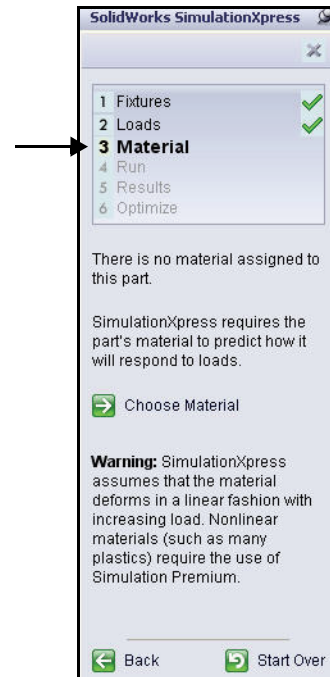 SolidWorks SimulationXpress
1 Fixtures
2 Loads
3 Material
4 Run
5 Results
6 Optimize
There is no material assigned to
this part.
SimulationXpress requires the
part's material to predict how it
will respond to loads.
Choose Material
Warning: SimulationXpress
assumes that the material
deforms in a linear fashion with
increasing load. Nonlinear
materials (such as many
plastics) require the use of
Simulation Premium.
Back Start Over